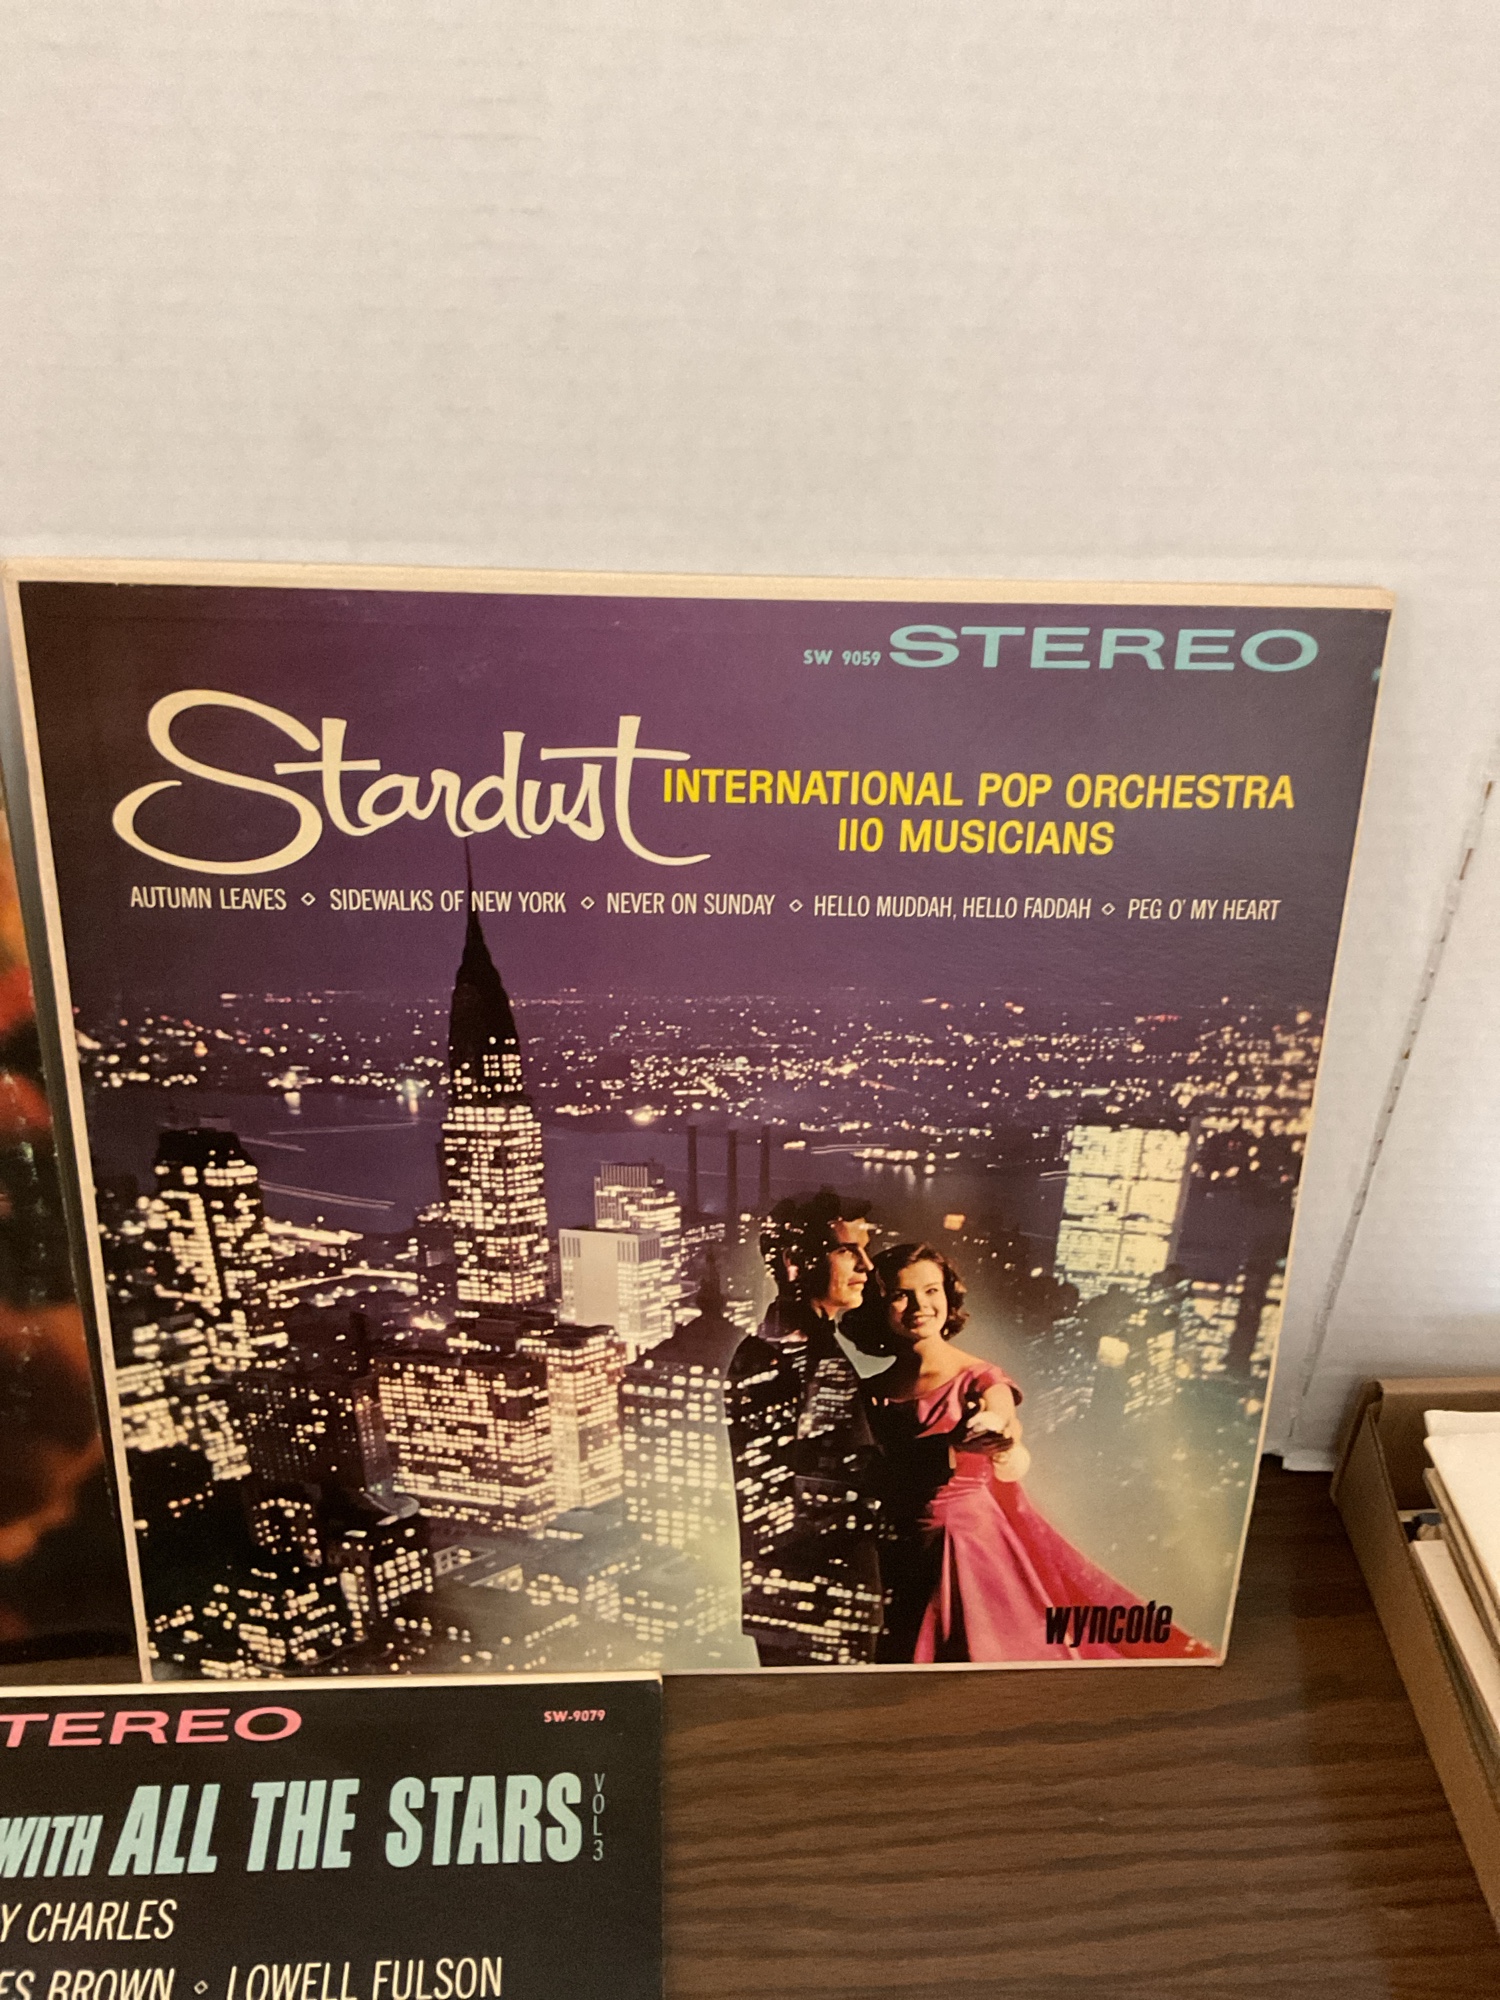 SW 9059 STEREO
Stardust INTERNATIONAL POP ORCHESTRA
110 MUSICIANS
AUTUMN LEAVES ◇ SIDEWALKS OF NEW YORK ◇ NEVER ON SUNDAY ◇ HELLO MUDDAH, HELLO FADDAH ◇ PEG O' MY HEART
wyncote
TEREO SW-9079
WITH ALL THE STARS VOL 3
Y CHARLES
ES BROWN ◇ LOWELL FULSON